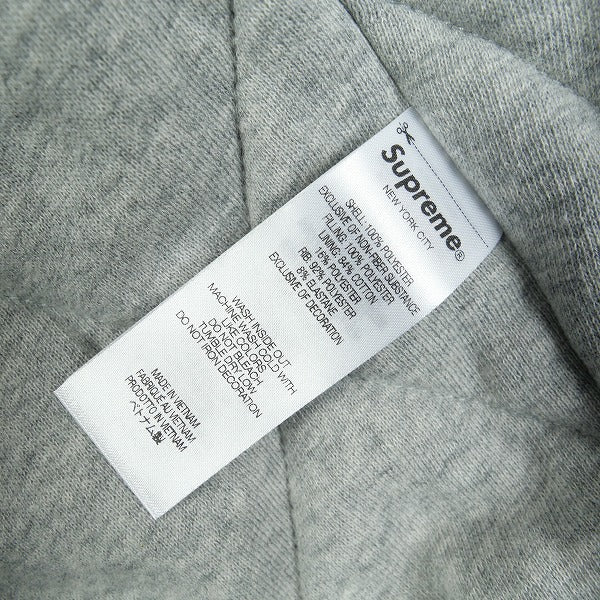 Supreme®
NEW YORK CITY
SHELL: 100% POLYESTER
EXCLUSIVE OF NON-FIBER SUBSTANCE
FILLING: 100% POLYESTER
LINING: 84% COTTON
16% POLYESTER
RIB: 92% POLYESTER
8% ELASTANE
EXCLUSIVE OF DECORATION
WASH INSIDE OUT
MACHINE WASH COLD WITH
LIKE COLORS
DO NOT BLEACH
TUMBLE DRY LOW
DO NOT IRON DECORATION
MADE IN VIETNAM
FABRIQUÉ AU VIETNAM
PRODOTTO IN VIETNAM
ベトナム製